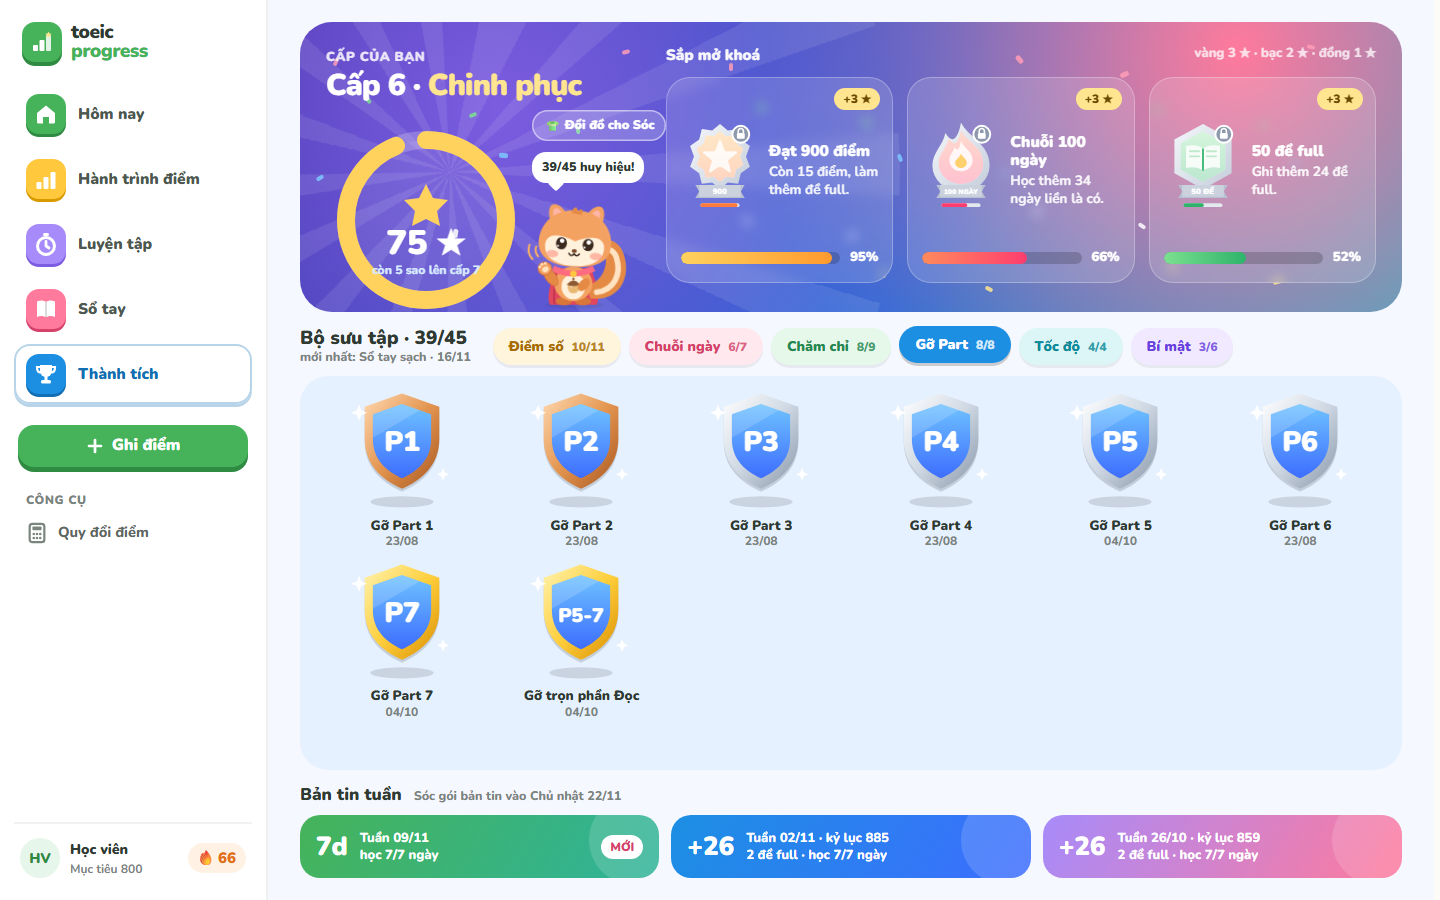 toeic
progress
Hôm nay
Hành trình điểm
Luyện tập
Sổ tay
Thành tích
Ghi điểm
CÔNG CỤ
Quy đổi điểm
HV
Học viên
Mục tiêu 800
66
CẤP CỦA BẠN
Cấp 6 · Chinh phục
Đổi đồ cho Sóc
39/45 huy hiệu!
75 ★
còn 5 sao lên cấp 7
Sắp mở khoá
vàng 3 ★ · bạc 2 ★ · đồng 1 ★
+3 ★
900
Đạt 900 điểm
Còn 15 điểm, làm
thêm đề full.
95%
+3 ★
100 NGÀY
Chuỗi 100
ngày
Học thêm 34
ngày liền là có.
66%
+3 ★
50 ĐỀ
50 đề full
Ghi thêm 24 đề
full.
52%
Bộ sưu tập · 39/45
mới nhất: Sổ tay sạch · 16/11
Điểm số 10/11
Chuỗi ngày 6/7
Chăm chỉ 8/9
Gỡ Part 8/8
Tốc độ 4/4
Bí mật 3/6
P1
P2
P3
P4
P5
P6
Gỡ Part 1
Gỡ Part 2
Gỡ Part 3
Gỡ Part 4
Gỡ Part 5
Gỡ Part 6
23/08
23/08
23/08
23/08
04/10
23/08
P7
P5-7
Gỡ Part 7
Gỡ trọn phần Đọc
04/10
04/10
Bản tin tuần
Sóc gói bản tin vào Chủ nhật 22/11
7d
Tuần 09/11
học 7/7 ngày
MỚI
+26
Tuần 02/11 · kỷ lục 885
2 đề full · học 7/7 ngày
+26
Tuần 26/10 · kỷ lục 859
2 đề full · học 7/7 ngày